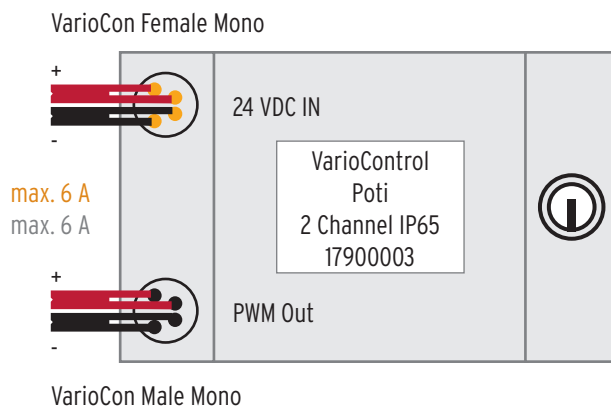 VarioCon Female Mono
+
24 VDC IN
-
VarioControl
Poti
2 Channel IP65
17900003
max. 6 A
max. 6 A
+
PWM Out
-
VarioCon Male Mono